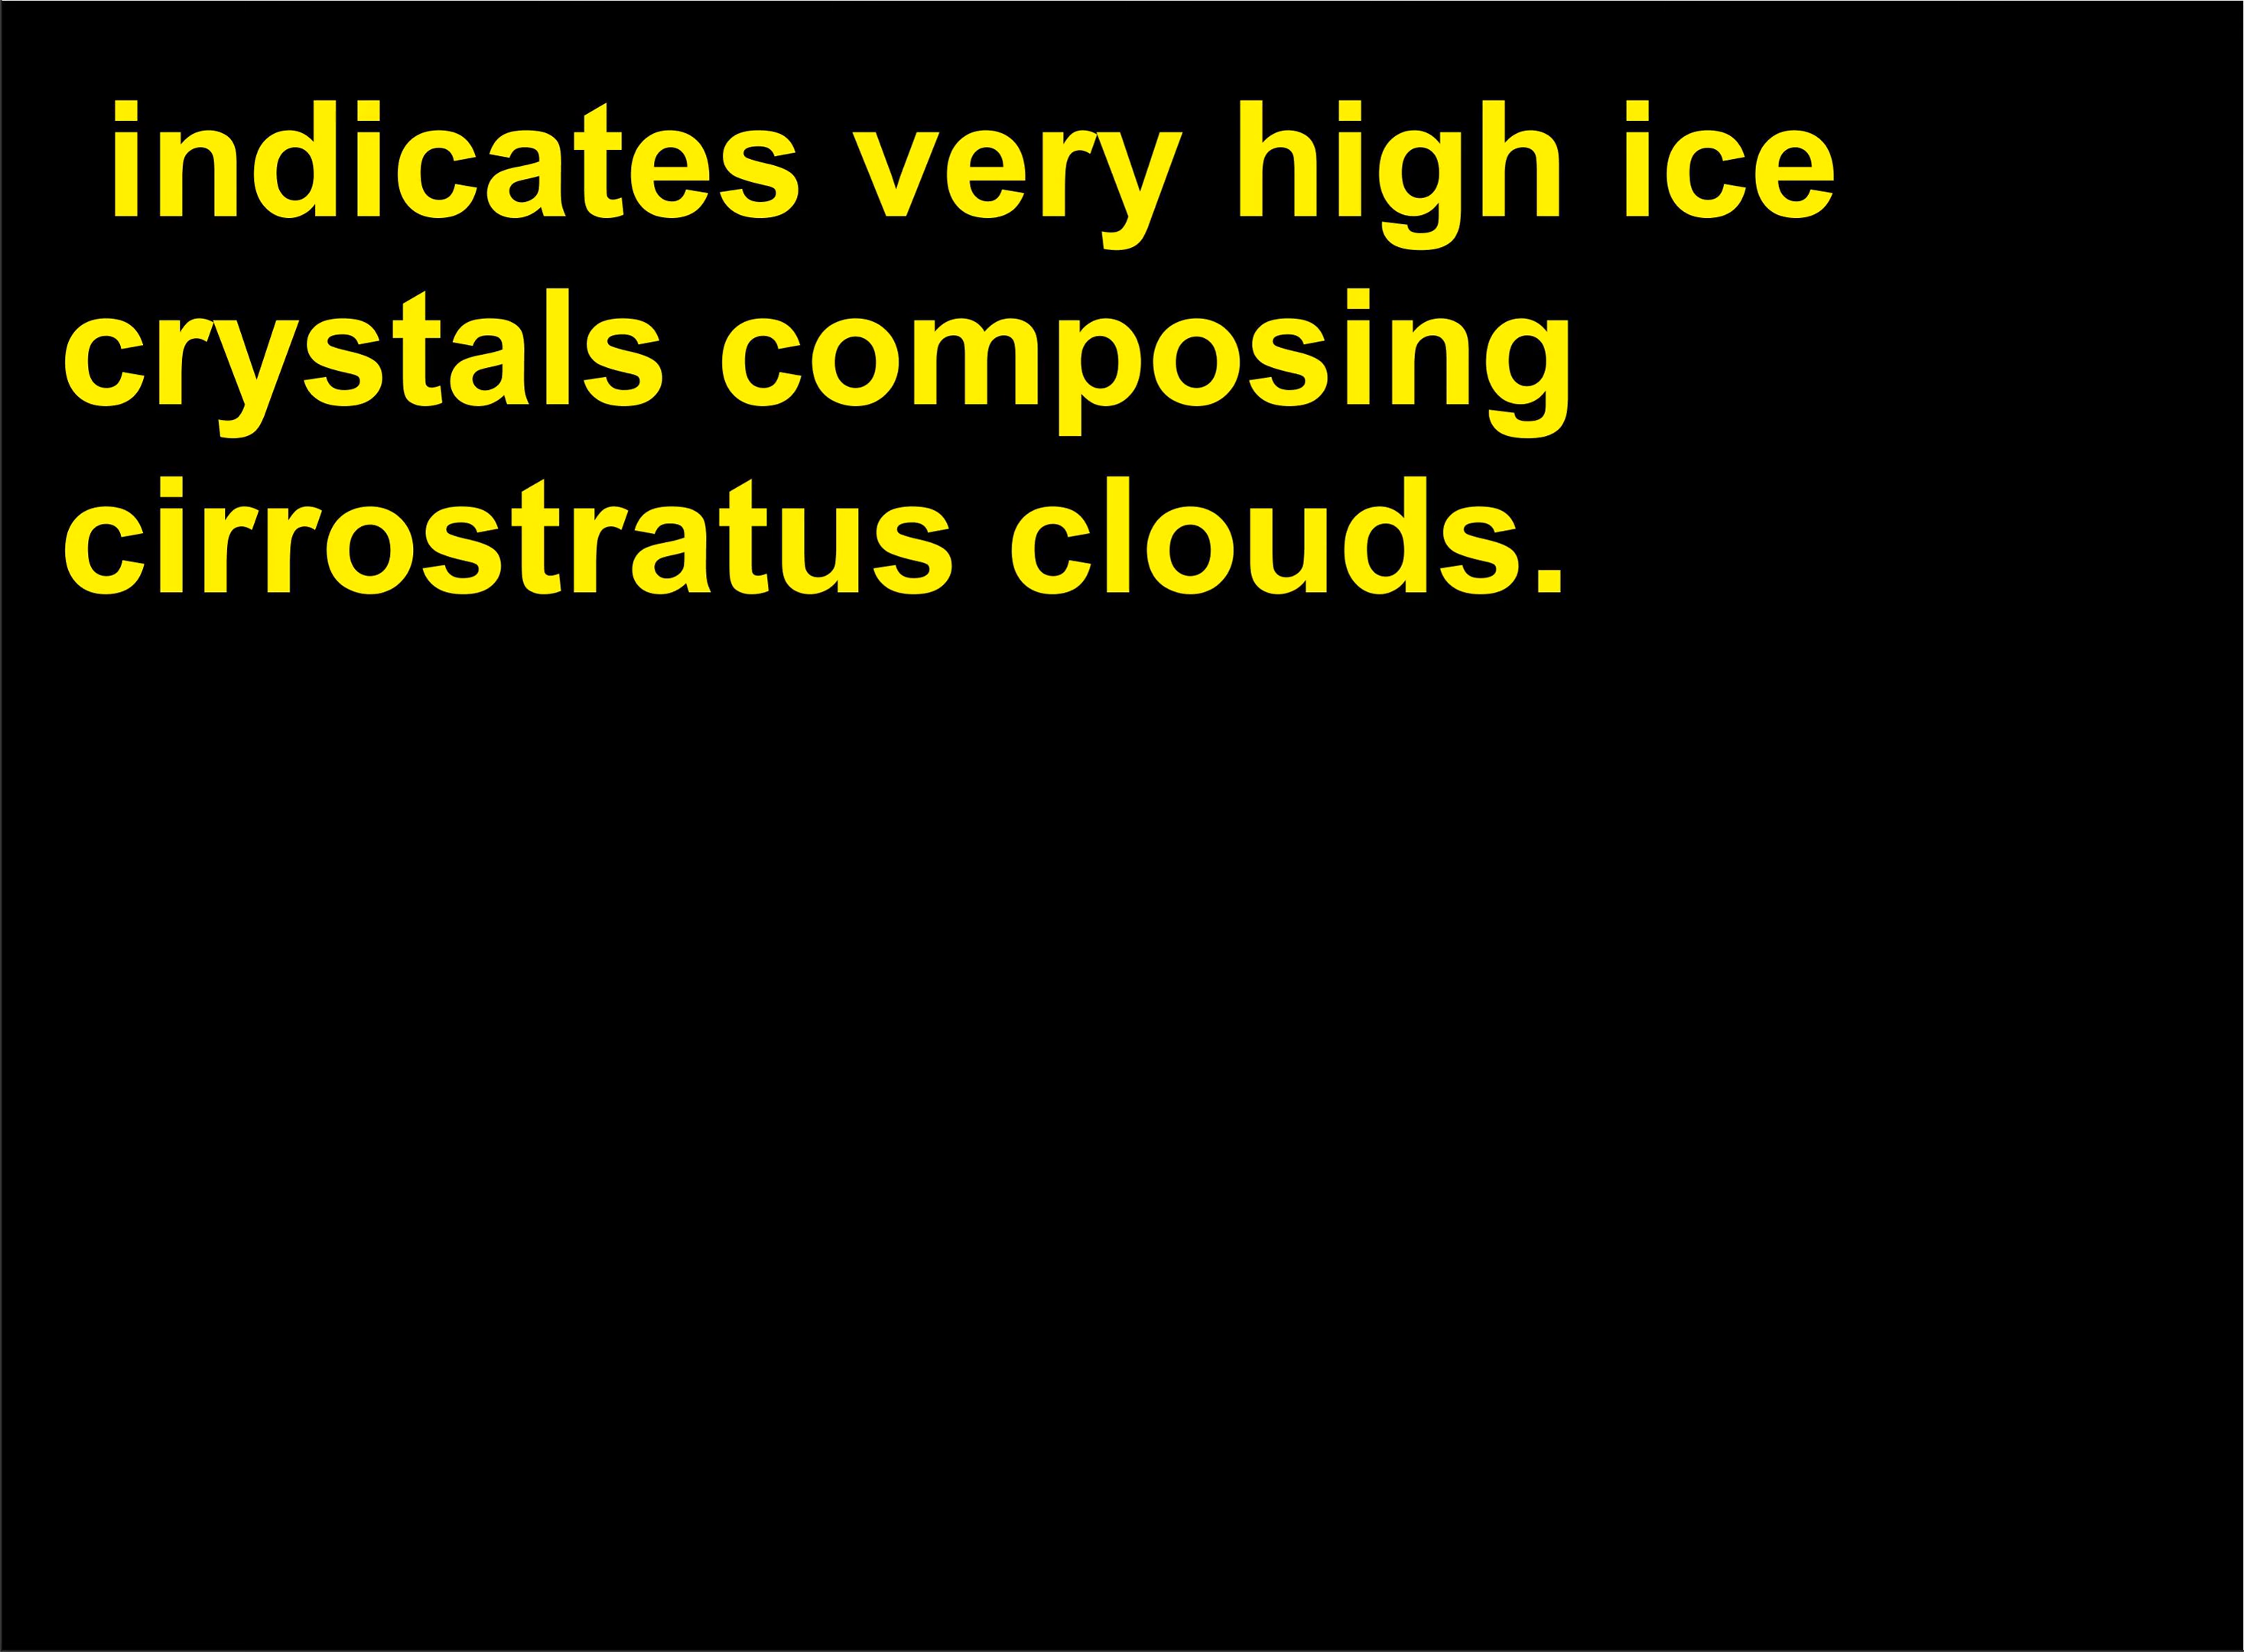 indicates very high ice
crystals composing
cirrostratus clouds.